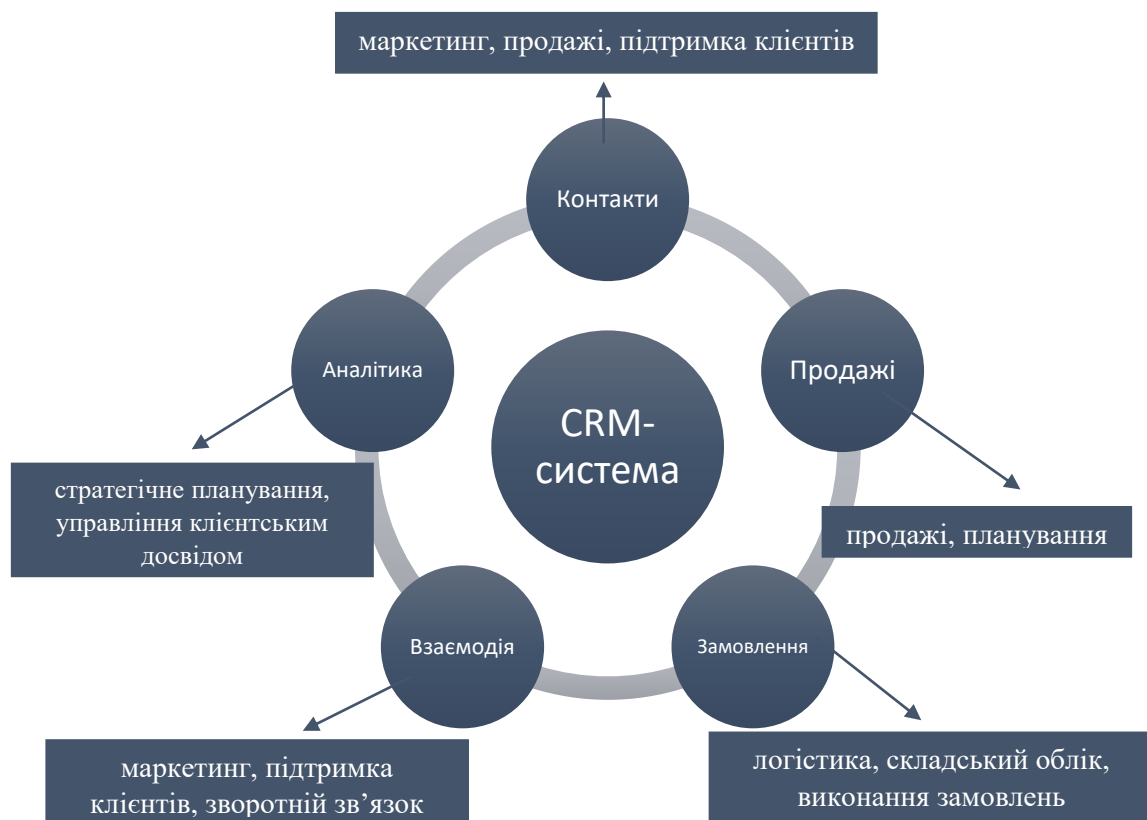 маркетинг, продажі, підтримка клієнтів
Контакти
Аналітика
Продажі
CRM-
система
стратегічне планування,
управління клієнтським
досвідом
продажі, планування
Взаємодія
Замовлення
маркетинг, підтримка
клієнтів, зворотній зв’язок
логістика, складський облік,
виконання замовлень